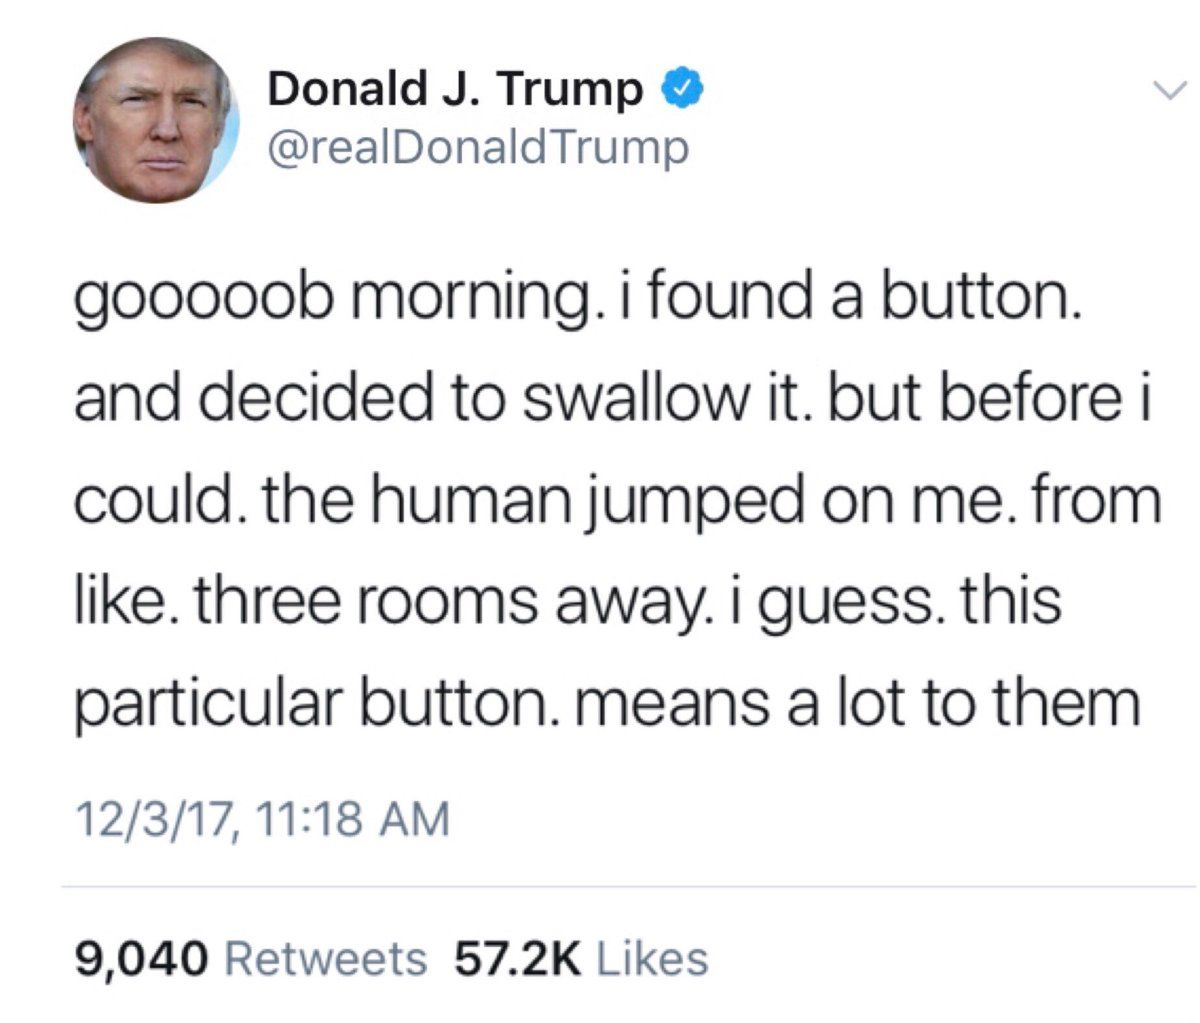 Donald J. Trump
@realDonaldTrump
gooooob morning. i found a button.
and decided to swallow it. but before i
could. the human jumped on me. from
like. three rooms away. i guess. this
particular button. means a lot to them
12/3/17, 11:18 AM
9,040 Retweets 57.2K Likes